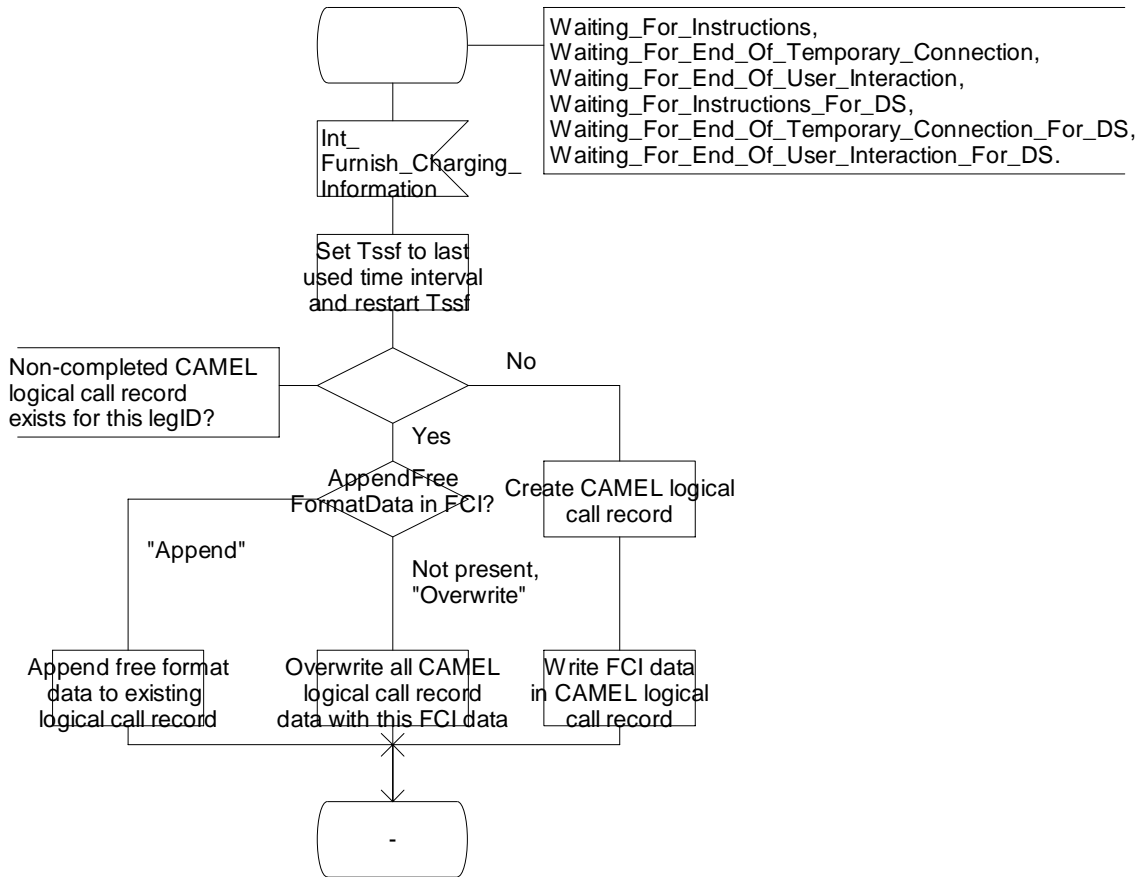 Waiting_For_Instructions,
Waiting_For_End_Of_Temporary_Connection,
Waiting_For_End_Of_User_Interaction,
Waiting_For_Instructions_For_DS,
Waiting_For_End_Of_Temporary_Connection_For_DS,
Waiting_For_End_Of_User_Interaction_For_DS.
Int_
Furnish_Charging_
Information
Set Tssf to last
used time interval
and restart Tssf
Non-completed CAMEL
logical call record
exists for this legID?
No
Yes
AppendFree
FormatData in FCI?
Create CAMEL logical
call record
"Append"
Not present,
"Overwrite"
Append free format
data to existing
logical call record
Overwrite all CAMEL
logical call record
data with this FCI data
Write FCI data
in CAMEL logical
call record
-